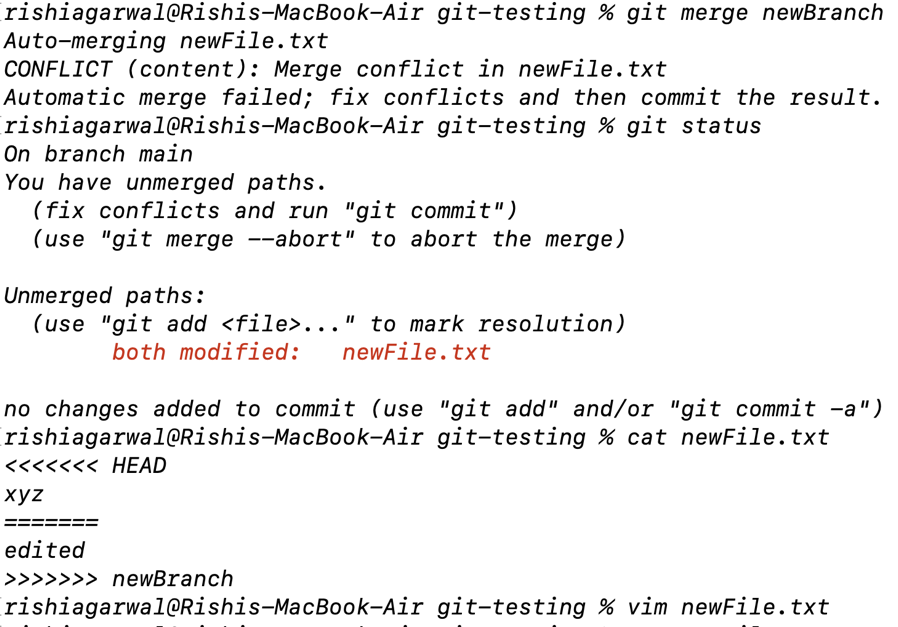 rishiagarwal@Rishis-MacBook-Air git-testing % git merge newBranch
Auto-merging newFile.txt
CONFLICT (content): Merge conflict in newFile.txt
Automatic merge failed; fix conflicts and then commit the result.
rishiagarwal@Rishis-MacBook-Air git-testing % git status
On branch main
You have unmerged paths.
  (fix conflicts and run "git commit")
  (use "git merge --abort" to abort the merge)

Unmerged paths:
  (use "git add <file>..." to mark resolution)
        both modified:   newFile.txt

no changes added to commit (use "git add" and/or "git commit -a")
rishiagarwal@Rishis-MacBook-Air git-testing % cat newFile.txt
<<<<<<< HEAD
xyz
=======
edited
>>>>>>> newBranch
rishiagarwal@Rishis-MacBook-Air git-testing % vim newFile.txt